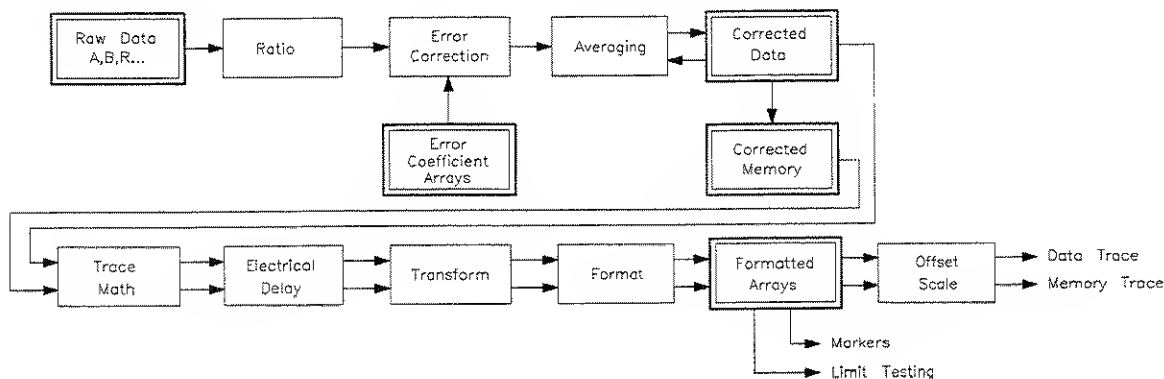 Raw Data
A,B,R...
Ratio
Error
Correction
Averaging
Corrected
Data
Error
Coefficient
Arrays
Corrected
Memory
Trace
Math
Electrical
Delay
Transform
Format
Formatted
Arrays
Offset
Scale
Data Trace
Memory Trace
Markers
Limit Testing